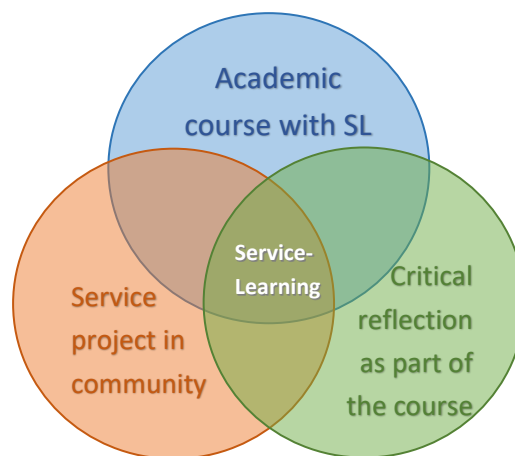 Academic
course with SL
Service-
Learning
Service
project in
community
Critical
reflection
as part of
the course